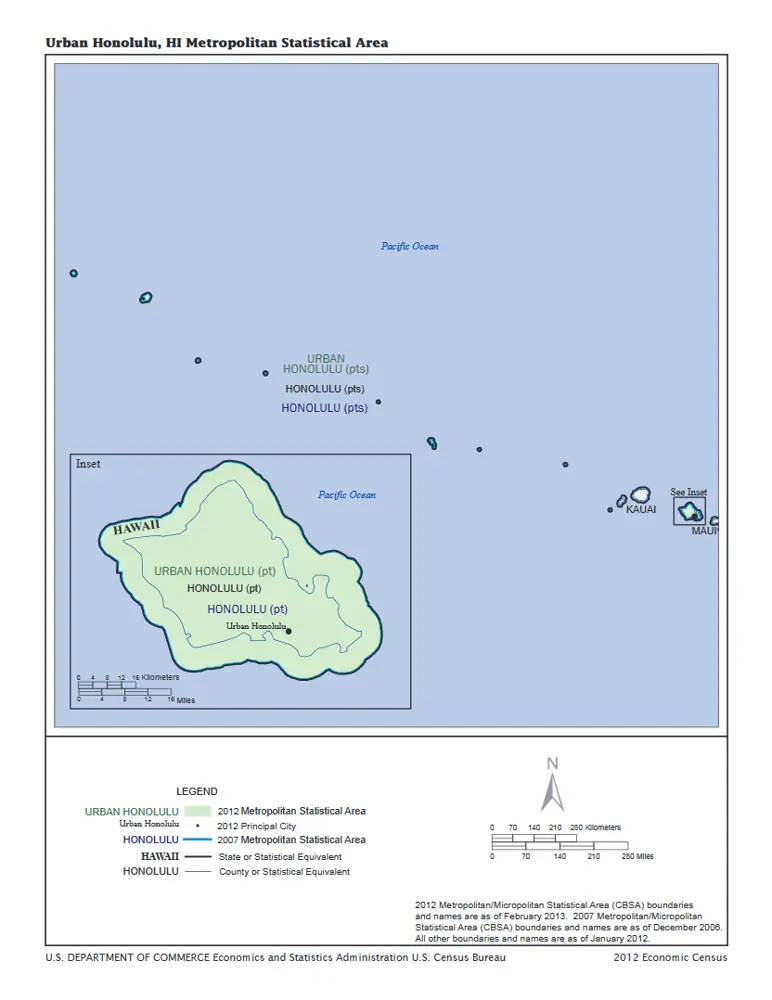 Urban Honolulu, HI Metropolitan Statistical Area
Pacific Ocean
URBAN
HONOLULU (pts)
HONOLULU (pts)
HONOLULU (pts)
See Inset
KAUAI
MAUI
Inset
Pacific Ocean
HAWAII
URBAN HONOLULU (pt)
HONOLULU (pt)
HONOLULU (pt)
Urban Honolulu
0 4 8 12 16 Kilometers
0 4 8 12 16 Miles
N
LEGEND
URBAN HONOLULU 2012 Metropolitan Statistical Area
Urban Honolulu 2012 Principal City
HONOLULU 2007 Metropolitan Statistical Area
HAWAII State or Statistical Equivalent
HONOLULU County or Statistical Equivalent
0 70 140 210 280 Kilometers
0 70 140 210 280 Miles
2012 Metropolitan/Micropolitan Statistical Area (CBSA) boundaries
and names are as of February 2013. 2007 Metropolitan/Micropolitan
Statistical Area (CBSA) boundaries and names are as of December 2006.
All other boundaries and names are as of January 2012.
U.S. DEPARTMENT OF COMMERCE Economics and Statistics Administration U.S. Census Bureau 2012 Economic Census